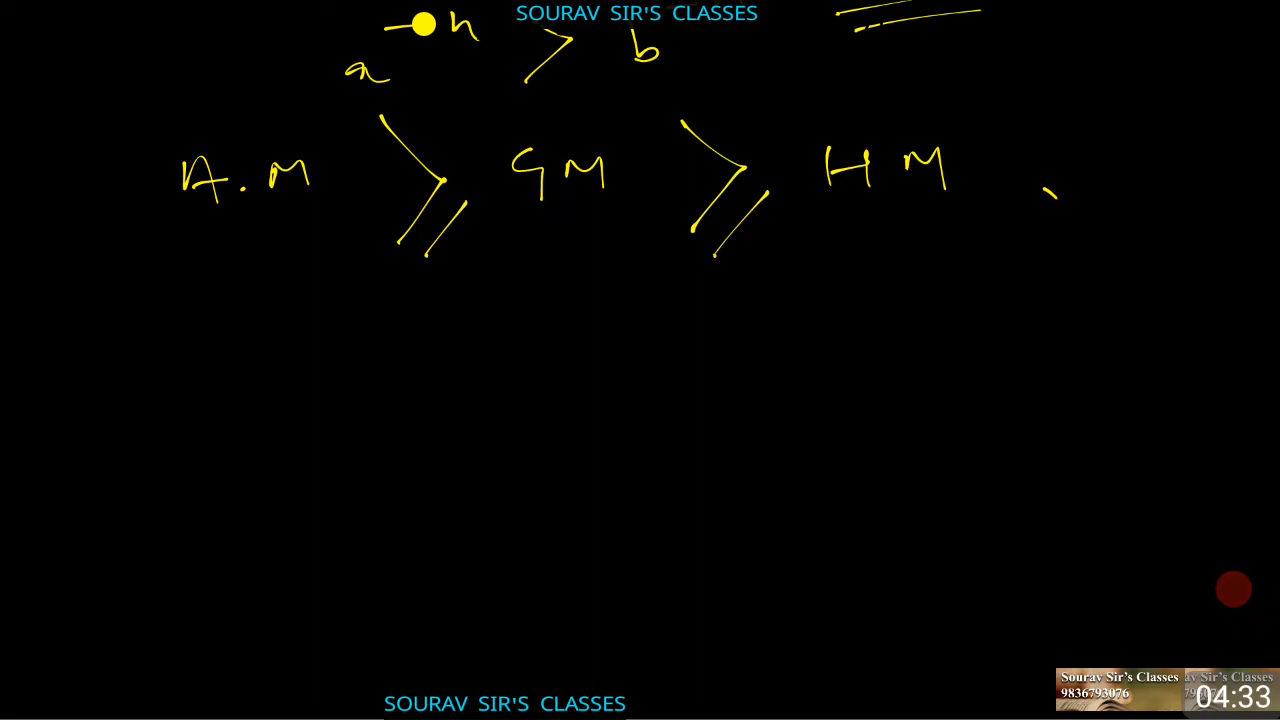 SOURAV SIR'S CLASSES
n > b
a
A.M ≥ GM ≥ HM
SOURAV SIR'S CLASSES
Sourav Sir's Classes
9836793076
04:33